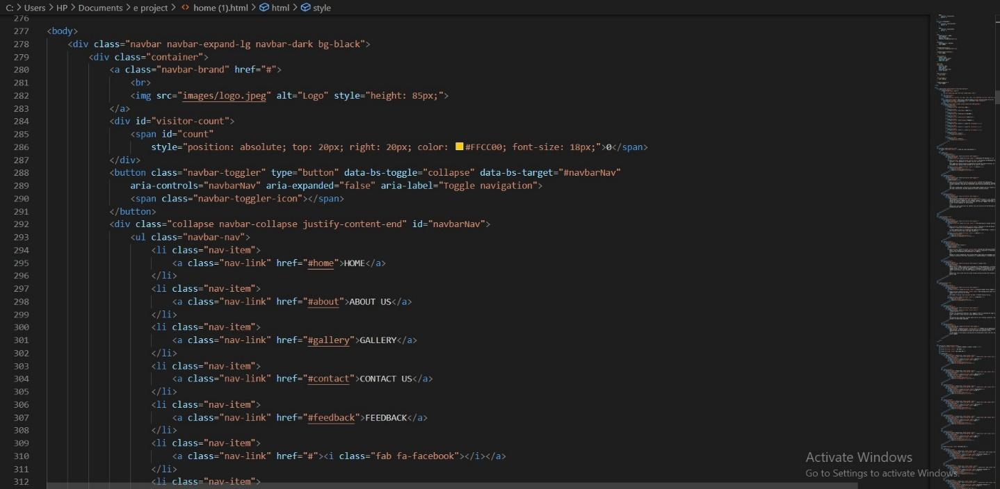 C: > Users > HP > Documents > e project > <> home (1).html > html > style
276
277 <body>
278     <div class="navbar navbar-expand-lg navbar-dark bg-black">
279         <div class="container">
280             <a class="navbar-brand" href="#">
281                 <br>
282                 <img src="images/logo.jpeg" alt="Logo" style="height: 85px;">
283             </a>
284             <div id="visitor-count">
285                 <span id="count"
286                     style="position: absolute; top: 20px; right: 20px; color: #FFCC00; font-size: 18px;">0</span>
287             </div>
288             <button class="navbar-toggler" type="button" data-bs-toggle="collapse" data-bs-target="#navbarNav"
289                 aria-controls="navbarNav" aria-expanded="false" aria-label="Toggle navigation">
290                 <span class="navbar-toggler-icon"></span>
291             </button>
292             <div class="collapse navbar-collapse justify-content-end" id="navbarNav">
293                 <ul class="navbar-nav">
294                     <li class="nav-item">
295                         <a class="nav-link" href="#home">HOME</a>
296                     </li>
297                     <li class="nav-item">
298                         <a class="nav-link" href="#about">ABOUT US</a>
299                     </li>
300                     <li class="nav-item">
301                         <a class="nav-link" href="#gallery">GALLERY</a>
302                     </li>
303                     <li class="nav-item">
304                         <a class="nav-link" href="#contact">CONTACT US</a>
305                     </li>
306                     <li class="nav-item">
307                         <a class="nav-link" href="#feedback">FEEDBACK</a>
308                     </li>
309                     <li class="nav-item">
310                         <a class="nav-link" href="#"><i class="fab fa-facebook"></i></a>
311                     </li>
312                     <li class="nav-item">
Activate Windows
Go to Settings to activate Windows.